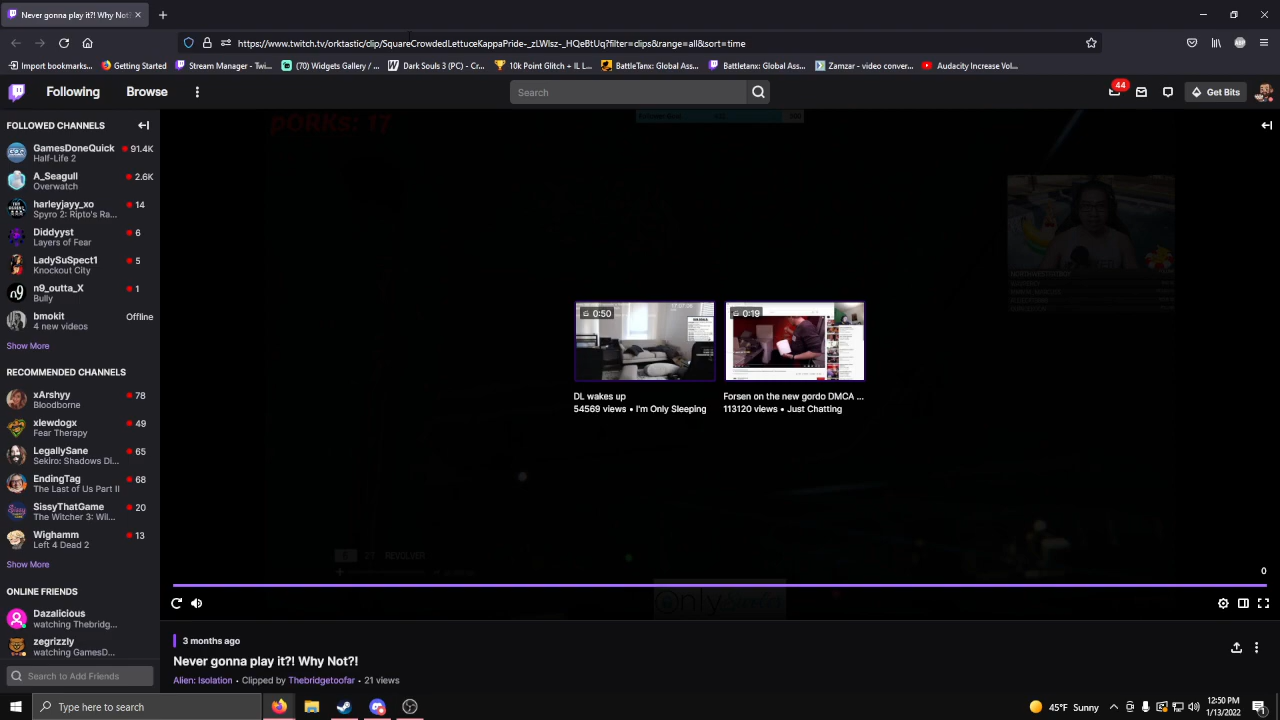 Never gonna play it?! Why Not?
https://www.twitch.tv/orktastic/clip/SquareCrowdedLettuceKappaPride-_zLWlsz-_HQeBtUq?filter=clips&range=all&sort=time
Import bookmarks... Getting Started Stream Manager - Twi... (70) Widgets Gallery / ... Dark Souls 3 (PC) - Cr... 10k Point Glitch + IL L... BattleTanx: Global Ass... Battletanx: Global Ass... Zamzar - video conver... Audacity Increase Vol...
Following Browse Search 44 Get Bits
FOLLOWED CHANNELS
GamesDoneQuick 91.4K
Half-Life 2
A_Seagull 2.6K
Overwatch
harleyjayy_xo 14
Spyro 2: Ripto's Ra...
Diddyyst 6
Layers of Fear
LadySuSpect1 5
Knockout City
n9_outta_X 1
Bully
bmokit Offline
4 new videos
Show More
RECOMMENDED CHANNELS
xArshyy 78
Bloodborne
xlewdogx 49
Fear Therapy
LegallySane 65
Sekiro: Shadows Di...
EndingTag 68
The Last of Us Part II
SissyThatGame 20
The Witcher 3: Wil...
Wighamm 13
Left 4 Dead 2
Show More
ONLINE FRIENDS
Dazalicious
watching Thebridg...
zegrizzly
watching GamesD...
Search to Add Friends
pORKs: 17
0:50
0:19
DL wakes up
54569 views • I'm Only Sleeping
Forsen on the new gordo DMCA ...
113120 views • Just Chatting
27 REVOLVER
0
3 months ago
Never gonna play it?! Why Not?!
Alien: Isolation • Clipped by Thebridgetoofar • 21 views
Type here to search
45°F Sunny
12:50 PM
1/13/2022